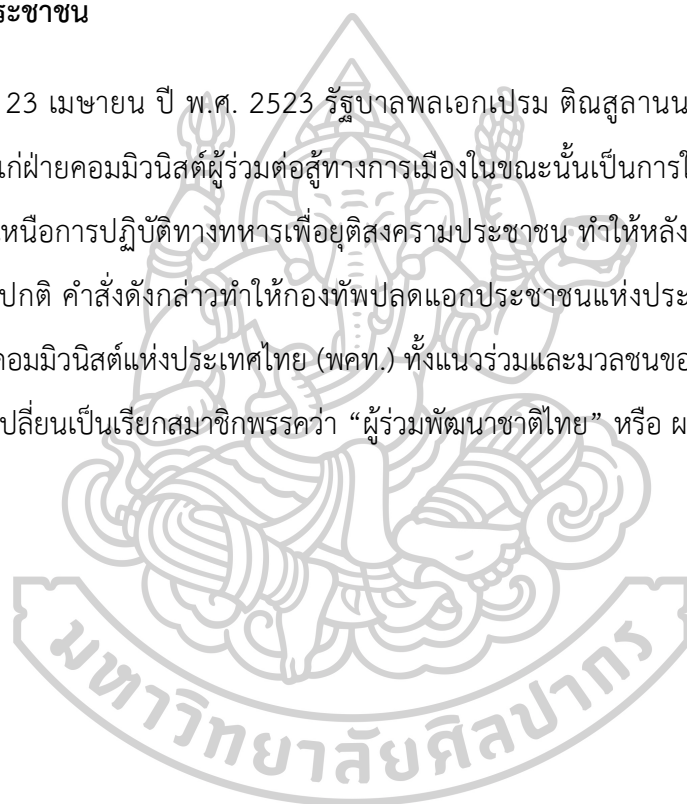 ระชาชน
23 เมษายน ปี พ.ศ. 2523 รัฐบาลพลเอกเปรม ติณสูลานน
แก่ฝ่ายคอมมิวนิสต์ผู้ร่วมต่อสู้ทางการเมืองในขณะนั้นเป็นการใ
หนือการปฏิบัติทางทหารเพื่อยุติสงครามประชาชน ทำให้หลัง
ปกติ คำสั่งดังกล่าวทำให้กองทัพปลดแอกประชาชนแห่งประ
คอมมิวนิสต์แห่งประเทศไทย (พคท.) ทั้งแนวร่วมและมวลชนขอ
เปลี่ยนเป็นเรียกสมาชิกพรรคว่า “ผู้ร่วมพัฒนาชาติไทย” หรือ ผ
มหาวิทยาลัยศิลปากร